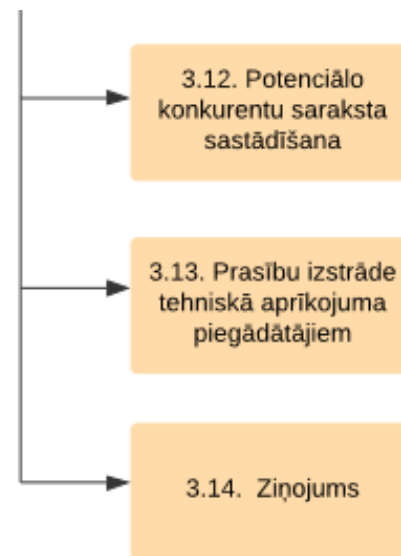 3.12. Potenciālo
konkurentu saraksta
sastādīšana
3.13. Prasību izstrāde
tehniskā aprīkojuma
piegādātājiem
3.14. Ziņojums